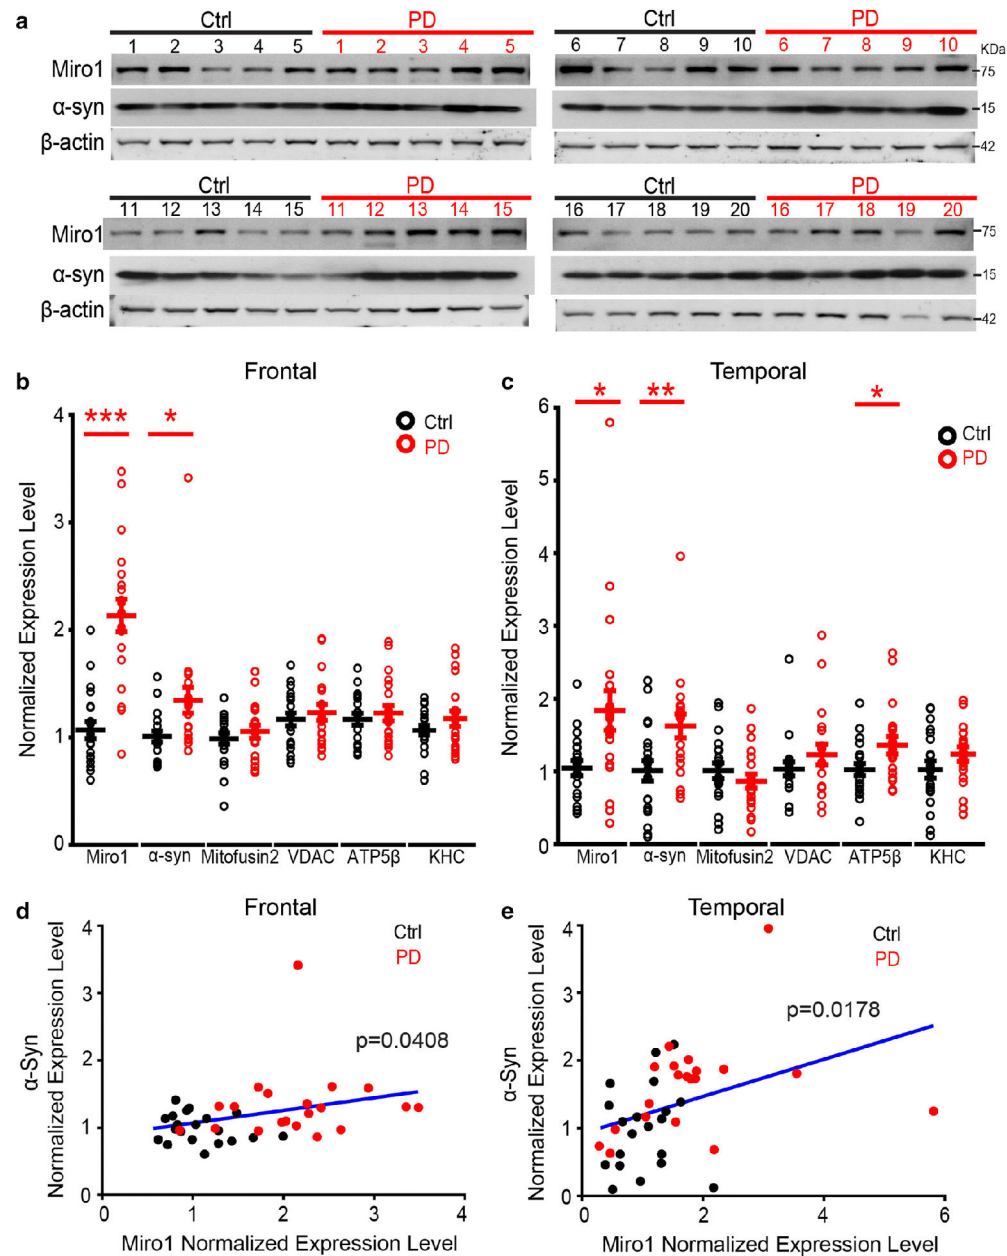 a
Ctrl PD Ctrl PD
1 2 3 4 5 1 2 3 4 5 6 7 8 9 10 6 7 8 9 10 KDa
Miro1 75
α-syn 15
β-actin 42
Ctrl PD Ctrl PD
11 12 13 14 15 11 12 13 14 15 16 17 18 19 20 16 17 18 19 20
Miro1 75
α-syn 15
β-actin 42
b Frontal
Normalized Expression Level
4
3
2
1
0
*** *
Ctrl
PD
Miro1 α-syn Mitofusin2 VDAC ATP5β KHC
c Temporal
Normalized Expression Level
6
5
4
3
2
1
0
* ** *
Ctrl
PD
Miro1 α-syn Mitofusin2 VDAC ATP5β KHC
d Frontal
α-Syn
Normalized Expression Level
4
3
2
1
0
Ctrl
PD
p=0.0408
0 1 2 3 4
Miro1 Normalized Expression Level
e Temporal
α-Syn
Normalized Expression Level
4
3
2
1
0
Ctrl
PD
p=0.0178
0 2 4 6
Miro1 Normalized Expression Level